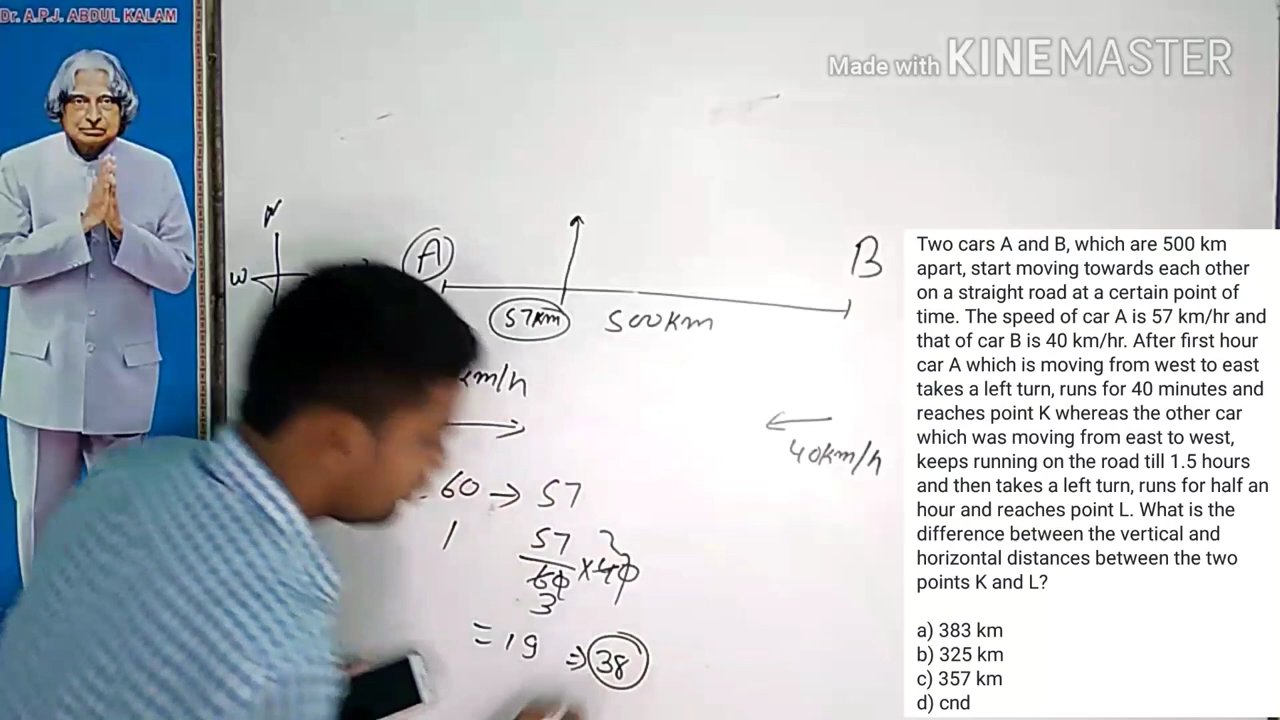 Dr. A.P.J. ABDUL KALAM
Made with KINEMASTER
N
W
A
B
57km
500km
km/h
40km/h
60 → 57
1
57
60 × 40
2
3
= 19 ⇒ 38
Two cars A and B, which are 500 km
apart, start moving towards each other
on a straight road at a certain point of
time. The speed of car A is 57 km/hr and
that of car B is 40 km/hr. After first hour
car A which is moving from west to east
takes a left turn, runs for 40 minutes and
reaches point K whereas the other car
which was moving from east to west,
keeps running on the road till 1.5 hours
and then takes a left turn, runs for half an
hour and reaches point L. What is the
difference between the vertical and
horizontal distances between the two
points K and L?
a) 383 km
b) 325 km
c) 357 km
d) cnd